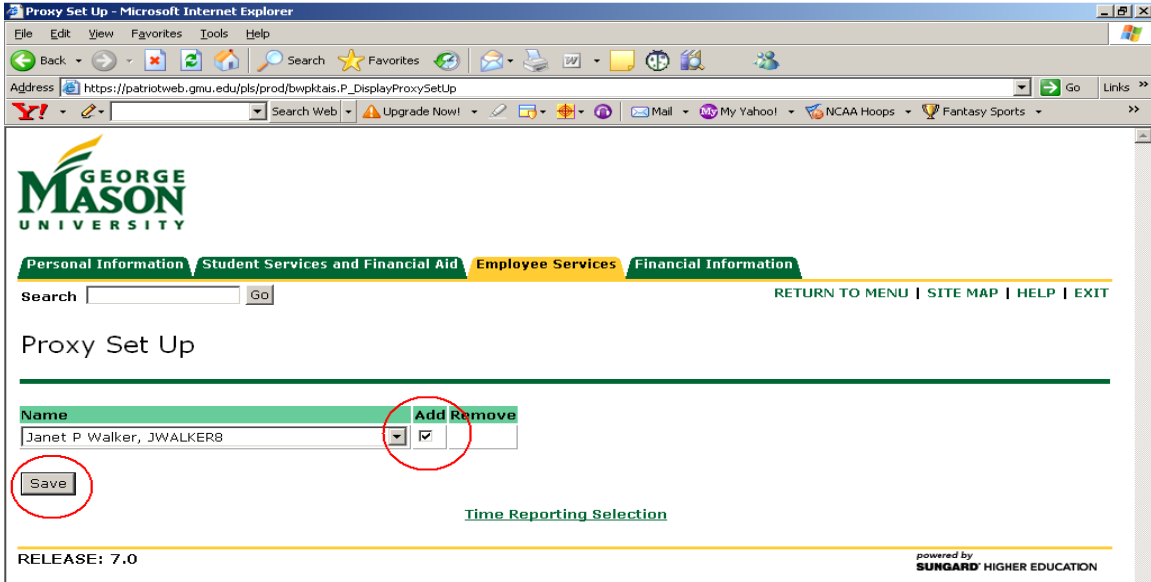 Proxy Set Up - Microsoft Internet Explorer
File Edit View Favorites Tools Help
Back Search Favorites W
Address https://patriotweb.gmu.edu/pls/prod/bwpktais.P_DisplayProxySetUp Go Links »
Y! Search Web Upgrade Now! Mail My My Yahoo! NCAA Hoops Fantasy Sports »
GEORGE
MASON
UNIVERSITY
Personal Information Student Services and Financial Aid Employee Services Financial Information
Search Go RETURN TO MENU | SITE MAP | HELP | EXIT
Proxy Set Up
Name Add Remove
Janet P Walker, JWALKER8
Save
Time Reporting Selection
RELEASE: 7.0 powered by
SUNGARD' HIGHER EDUCATION